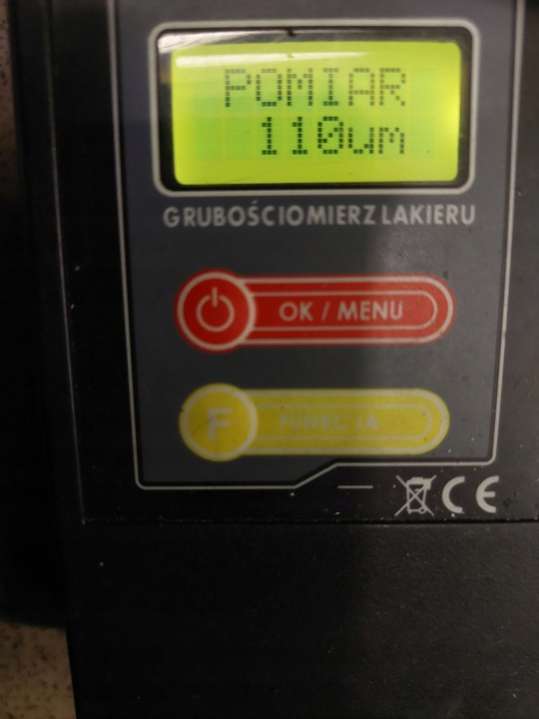 POMIAR
110um
GRUBOŚCIOMIERZ LAKIERU
OK / MENU
F
CE